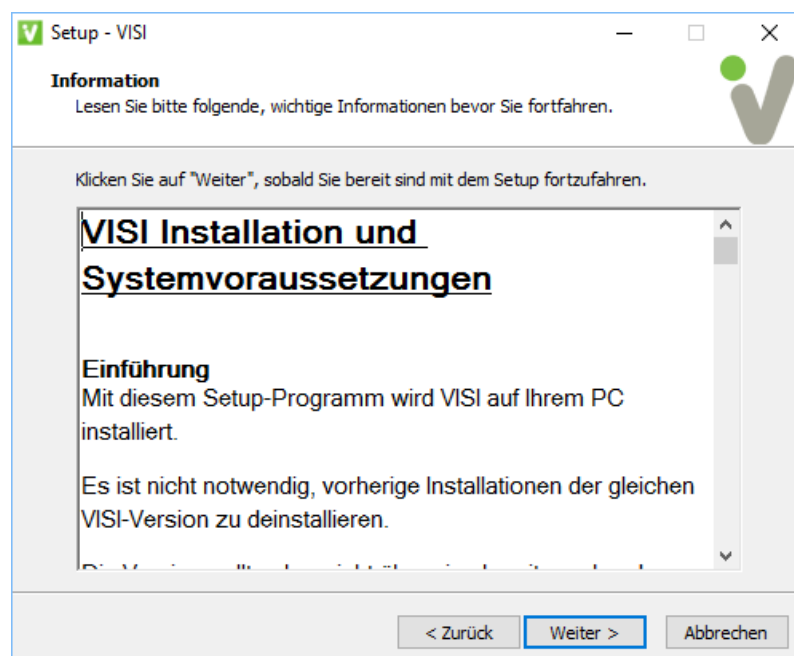 Setup - VISI
Information
Lesen Sie bitte folgende, wichtige Informationen bevor Sie fortfahren.
Klicken Sie auf "Weiter", sobald Sie bereit sind mit dem Setup fortzufahren.
VISI Installation und
Systemvoraussetzungen
Einführung
Mit diesem Setup-Programm wird VISI auf Ihrem PC
installiert.
Es ist nicht notwendig, vorherige Installationen der gleichen
VISI-Version zu deinstallieren.
< Zurück
Weiter >
Abbrechen